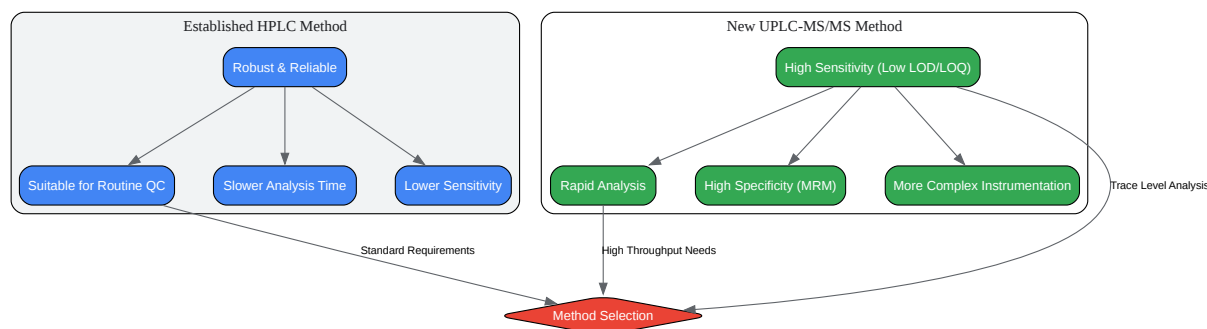 Established HPLC Method
New UPLC-MS/MS Method
Robust & Reliable
High Sensitivity (Low LOD/LOQ)
Suitable for Routine QC
Slower Analysis Time
Lower Sensitivity
Rapid Analysis
High Specificity (MRM)
More Complex Instrumentation
Trace Level Analysis
Standard Requirements
High Throughput Needs
Method Selection